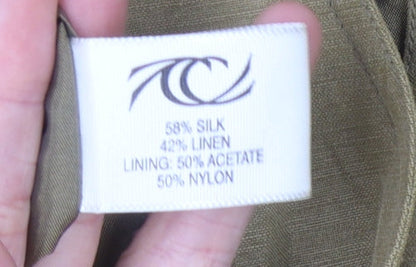 58% SILK
42% LINEN
LINING: 50% ACETATE
50% NYLON